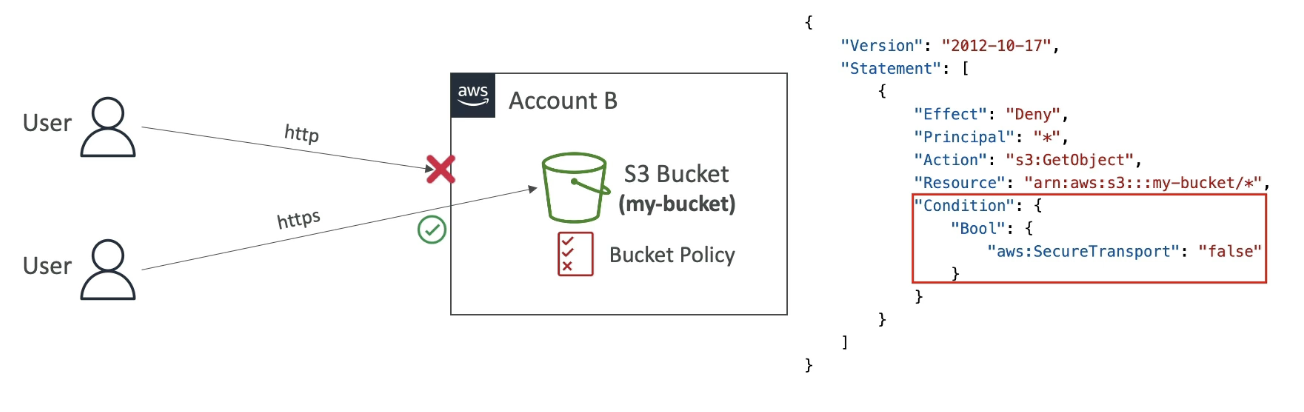 User
http
User
https
aws
Account B
S3 Bucket
(my-bucket)
Bucket Policy
{
    "Version": "2012-10-17",
    "Statement": [
        {
            "Effect": "Deny",
            "Principal": "*",
            "Action": "s3:GetObject",
            "Resource": "arn:aws:s3:::my-bucket/*",
            "Condition": {
                "Bool": {
                    "aws:SecureTransport": "false"
                }
            }
        }
    ]
}